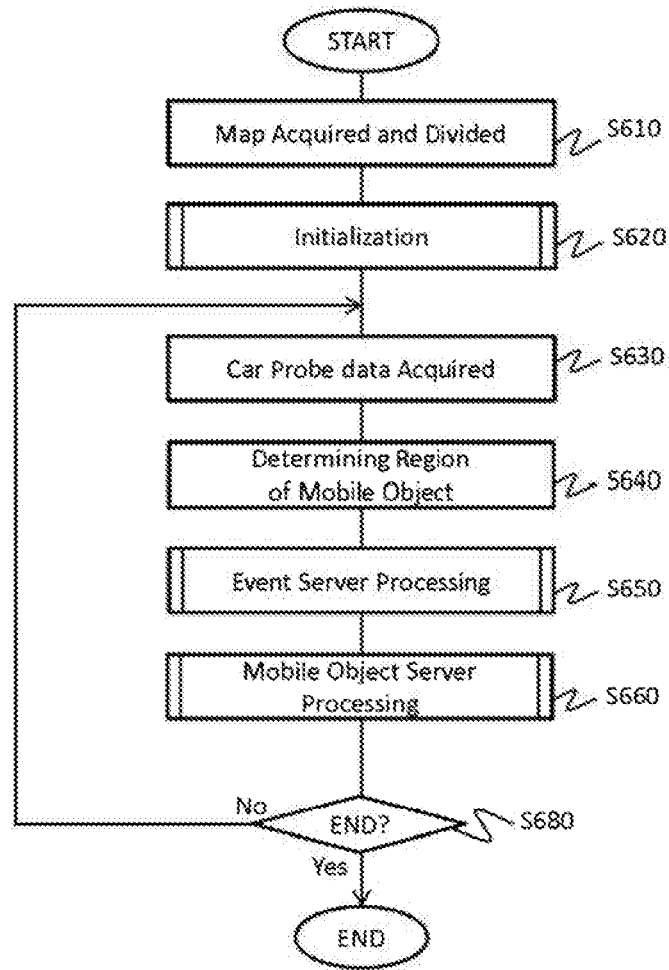 START
Map Acquired and Divided
S610
Initialization
S620
Car Probe data Acquired
S630
Determining Region
of Mobile Object
S640
Event Server Processing
S650
Mobile Object Server
Processing
S660
No
END?
S680
Yes
END